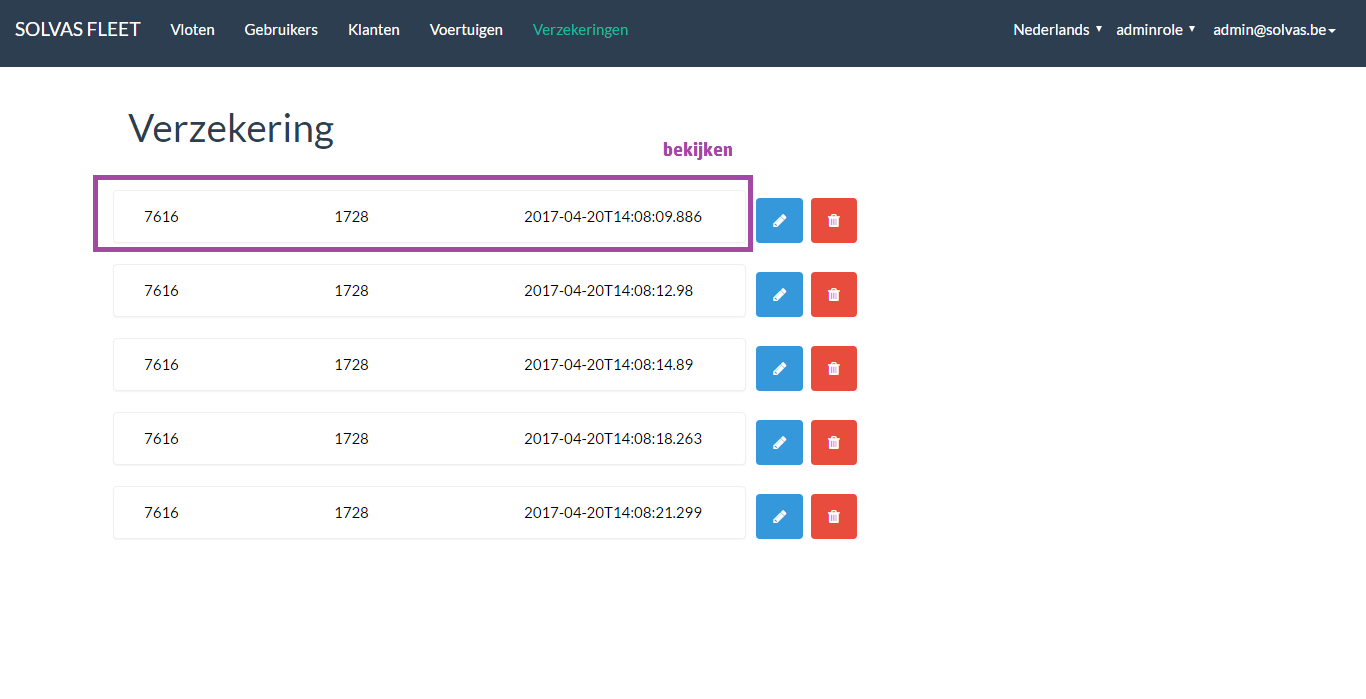 SOLVAS FLEET Vloten Gebruikers Klanten Voertuigen Verzekeringen Nederlands adminrole admin@solvas.be
Verzekering
bekijken
7616 1728 2017-04-20T14:08:09.886
7616 1728 2017-04-20T14:08:12.98
7616 1728 2017-04-20T14:08:14.89
7616 1728 2017-04-20T14:08:18.263
7616 1728 2017-04-20T14:08:21.299